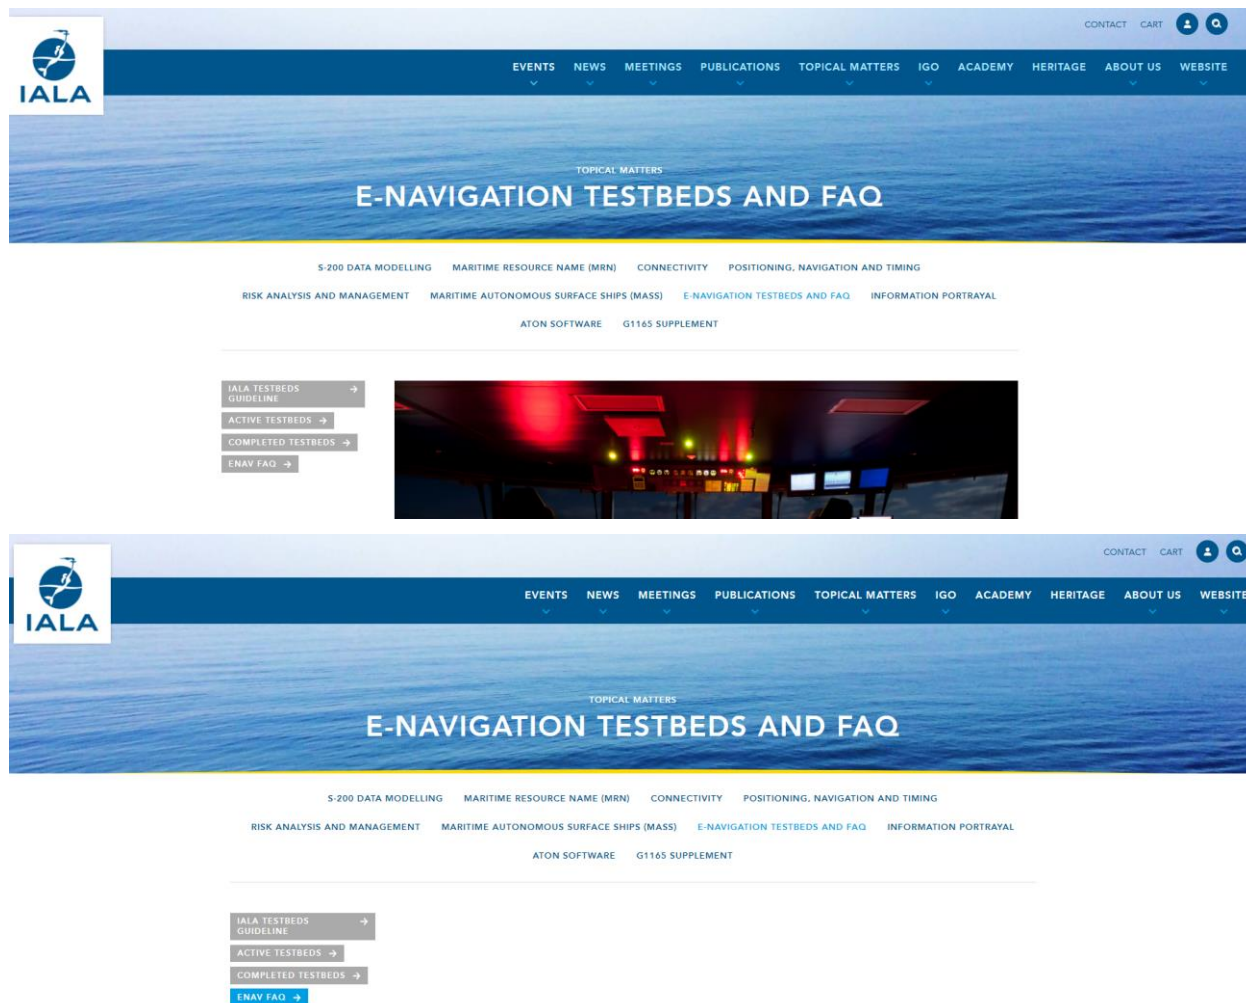 CONTACT CART
IALA
EVENTS NEWS MEETINGS PUBLICATIONS TOPICAL MATTERS IGO ACADEMY HERITAGE ABOUT US WEBSITE
TOPICAL MATTERS
E-NAVIGATION TESTBEDS AND FAQ
S-200 DATA MODELLING MARITIME RESOURCE NAME (MRN) CONNECTIVITY POSITIONING, NAVIGATION AND TIMING
RISK ANALYSIS AND MANAGEMENT MARITIME AUTONOMOUS SURFACE SHIPS (MASS) E-NAVIGATION TESTBEDS AND FAQ INFORMATION PORTRAYAL
ATON SOFTWARE G1165 SUPPLEMENT
IALA TESTBEDS
GUIDELINE
ACTIVE TESTBEDS
COMPLETED TESTBEDS
ENAV FAQ
CONTACT CART
IALA
EVENTS NEWS MEETINGS PUBLICATIONS TOPICAL MATTERS IGO ACADEMY HERITAGE ABOUT US WEBSITE
TOPICAL MATTERS
E-NAVIGATION TESTBEDS AND FAQ
S-200 DATA MODELLING MARITIME RESOURCE NAME (MRN) CONNECTIVITY POSITIONING, NAVIGATION AND TIMING
RISK ANALYSIS AND MANAGEMENT MARITIME AUTONOMOUS SURFACE SHIPS (MASS) E-NAVIGATION TESTBEDS AND FAQ INFORMATION PORTRAYAL
ATON SOFTWARE G1165 SUPPLEMENT
IALA TESTBEDS
GUIDELINE
ACTIVE TESTBEDS
COMPLETED TESTBEDS
ENAV FAQ